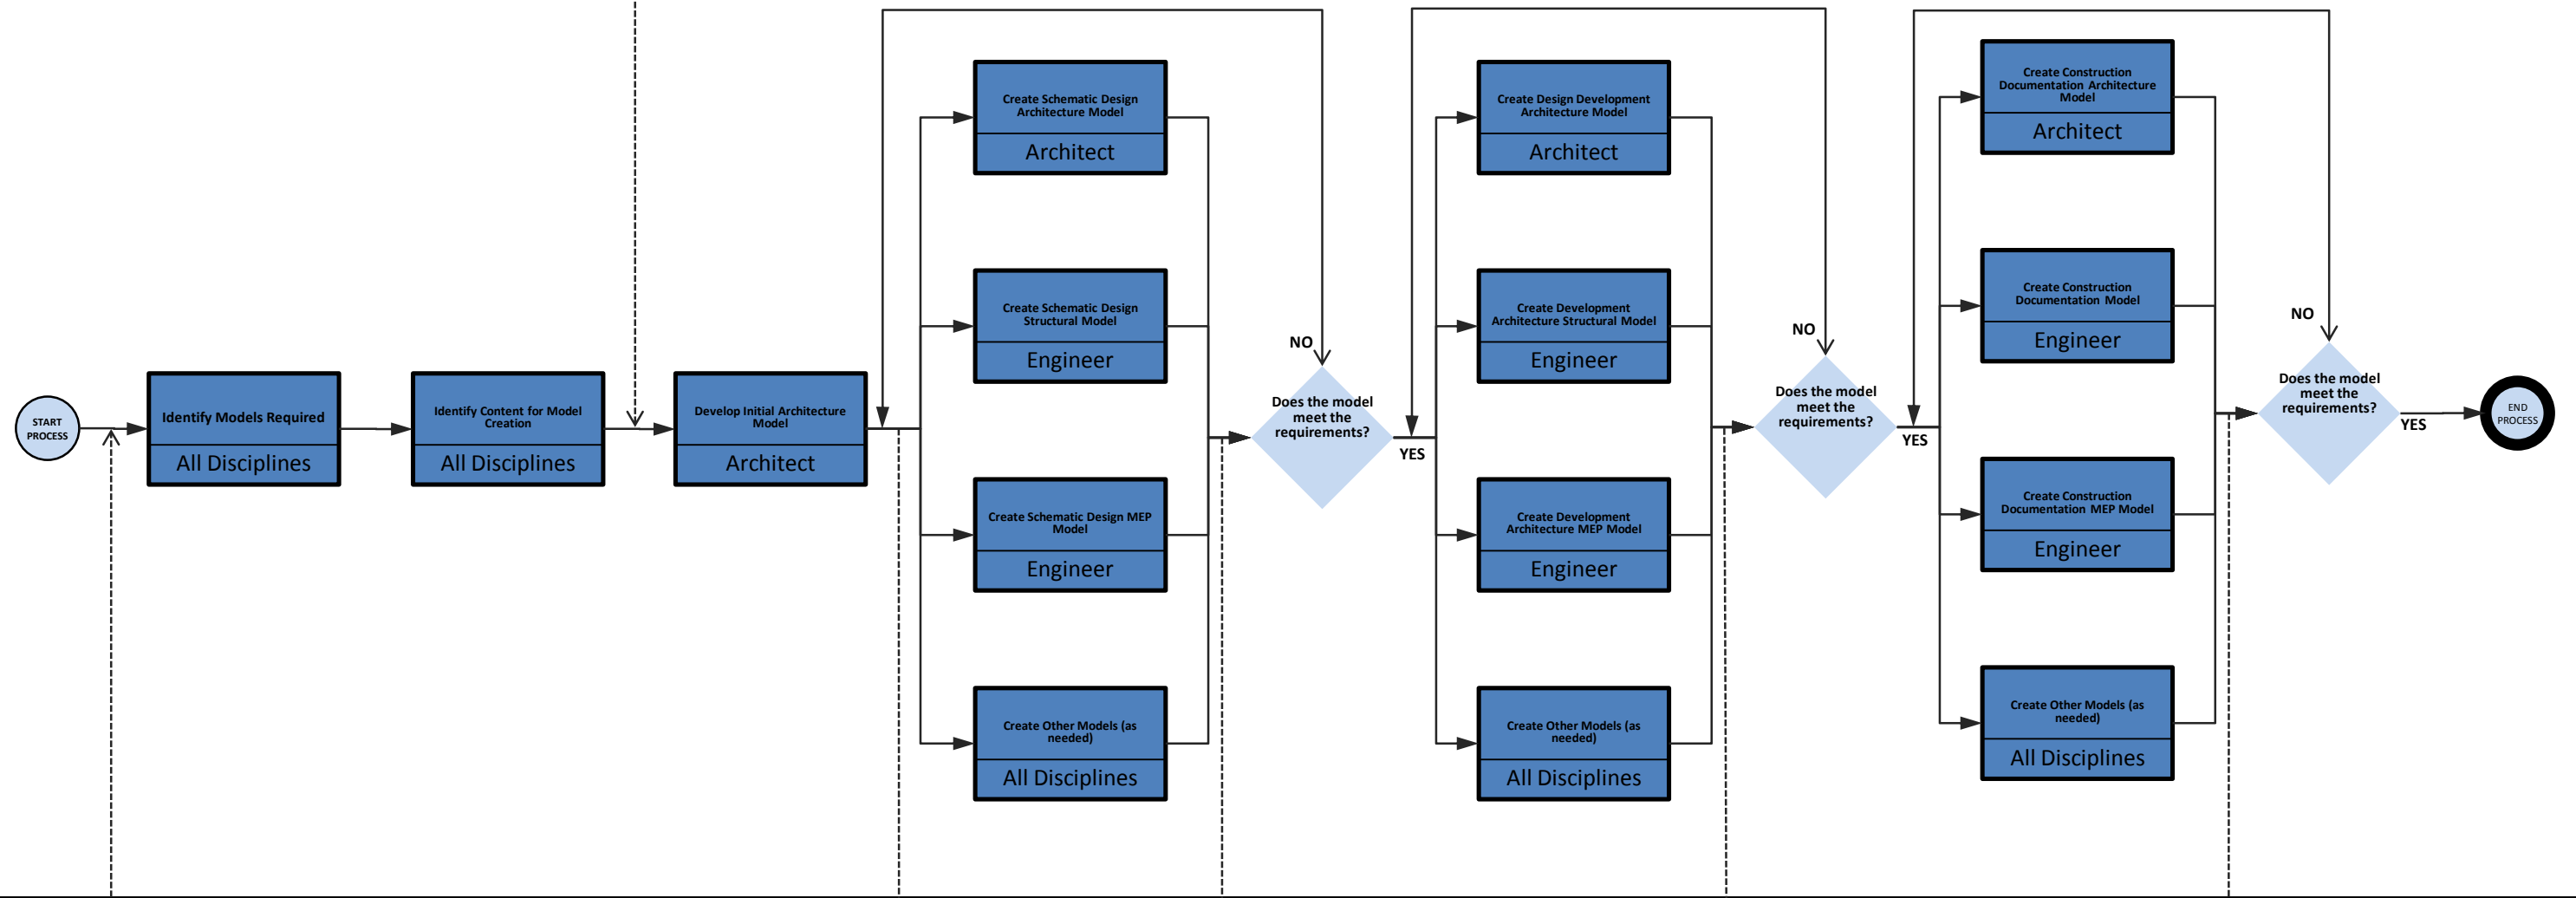 START
PROCESS
Identify Models Required
All Disciplines
Identify Content for Model
Creation
All Disciplines
Develop Initial Architecture
Model
Architect
Create Schematic Design
Architecture Model
Architect
Create Schematic Design
Structural Model
Engineer
Create Schematic Design MEP
Model
Engineer
Create Other Models (as
needed)
All Disciplines
NO
Does the model
meet the
requirements?
YES
Create Design Development
Architecture Model
Architect
Create Development
Architecture Structural Model
Engineer
Create Development
Architecture MEP Model
Engineer
Create Other Models (as
needed)
All Disciplines
NO
Does the model
meet the
requirements?
YES
Create Construction
Documentation Architecture
Model
Architect
Create Construction
Documentation Model
Engineer
Create Construction
Documentation MEP Model
Engineer
Create Other Models (as
needed)
All Disciplines
NO
Does the model
meet the
requirements?
YES
END
PROCESS